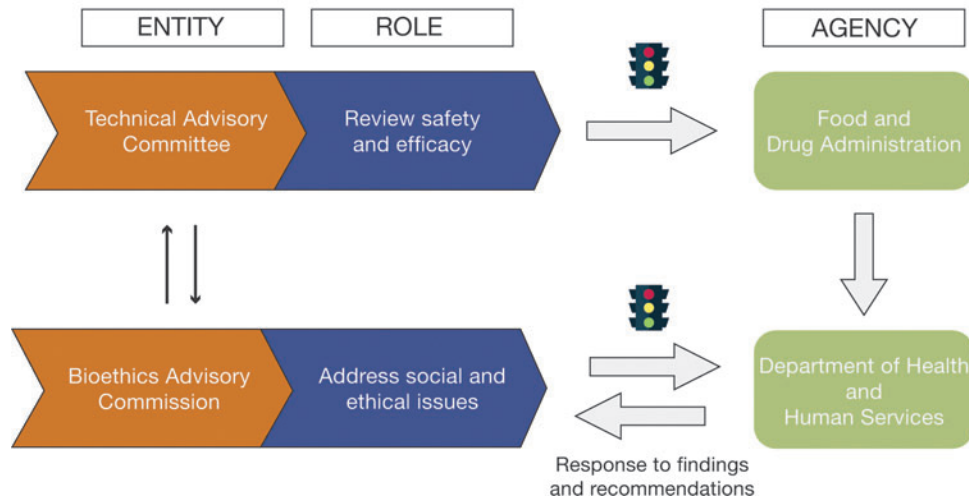 ENTITY
ROLE
AGENCY
Technical Advisory
Committee
Review safety
and efficacy
Food and
Drug Administration
Bioethics Advisory
Commission
Address social and
ethical issues
Department of Health
and
Human Services
Response to findings
and recommendations